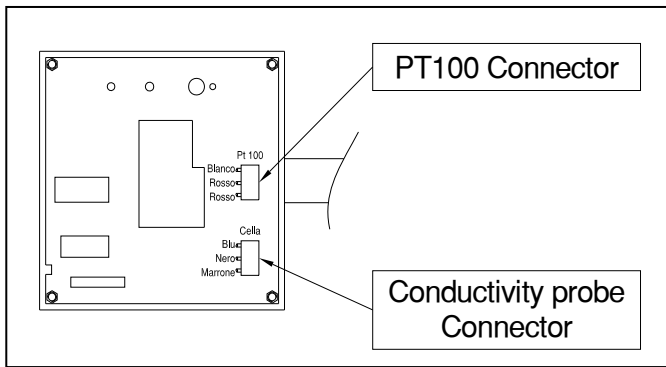 PT100 Connector
Pt 100
Blanco
Rosso
Rosso
Cella
Blu
Nero
Marrone
Conductivity probe
Connector